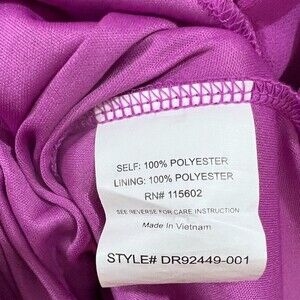 SELF: 100% POLYESTER
LINING: 100% POLYESTER
RN# 115602
SEE REVERSE FOR CARE INSTRUCTION
Made In Vietnam
STYLE# DR92449-001